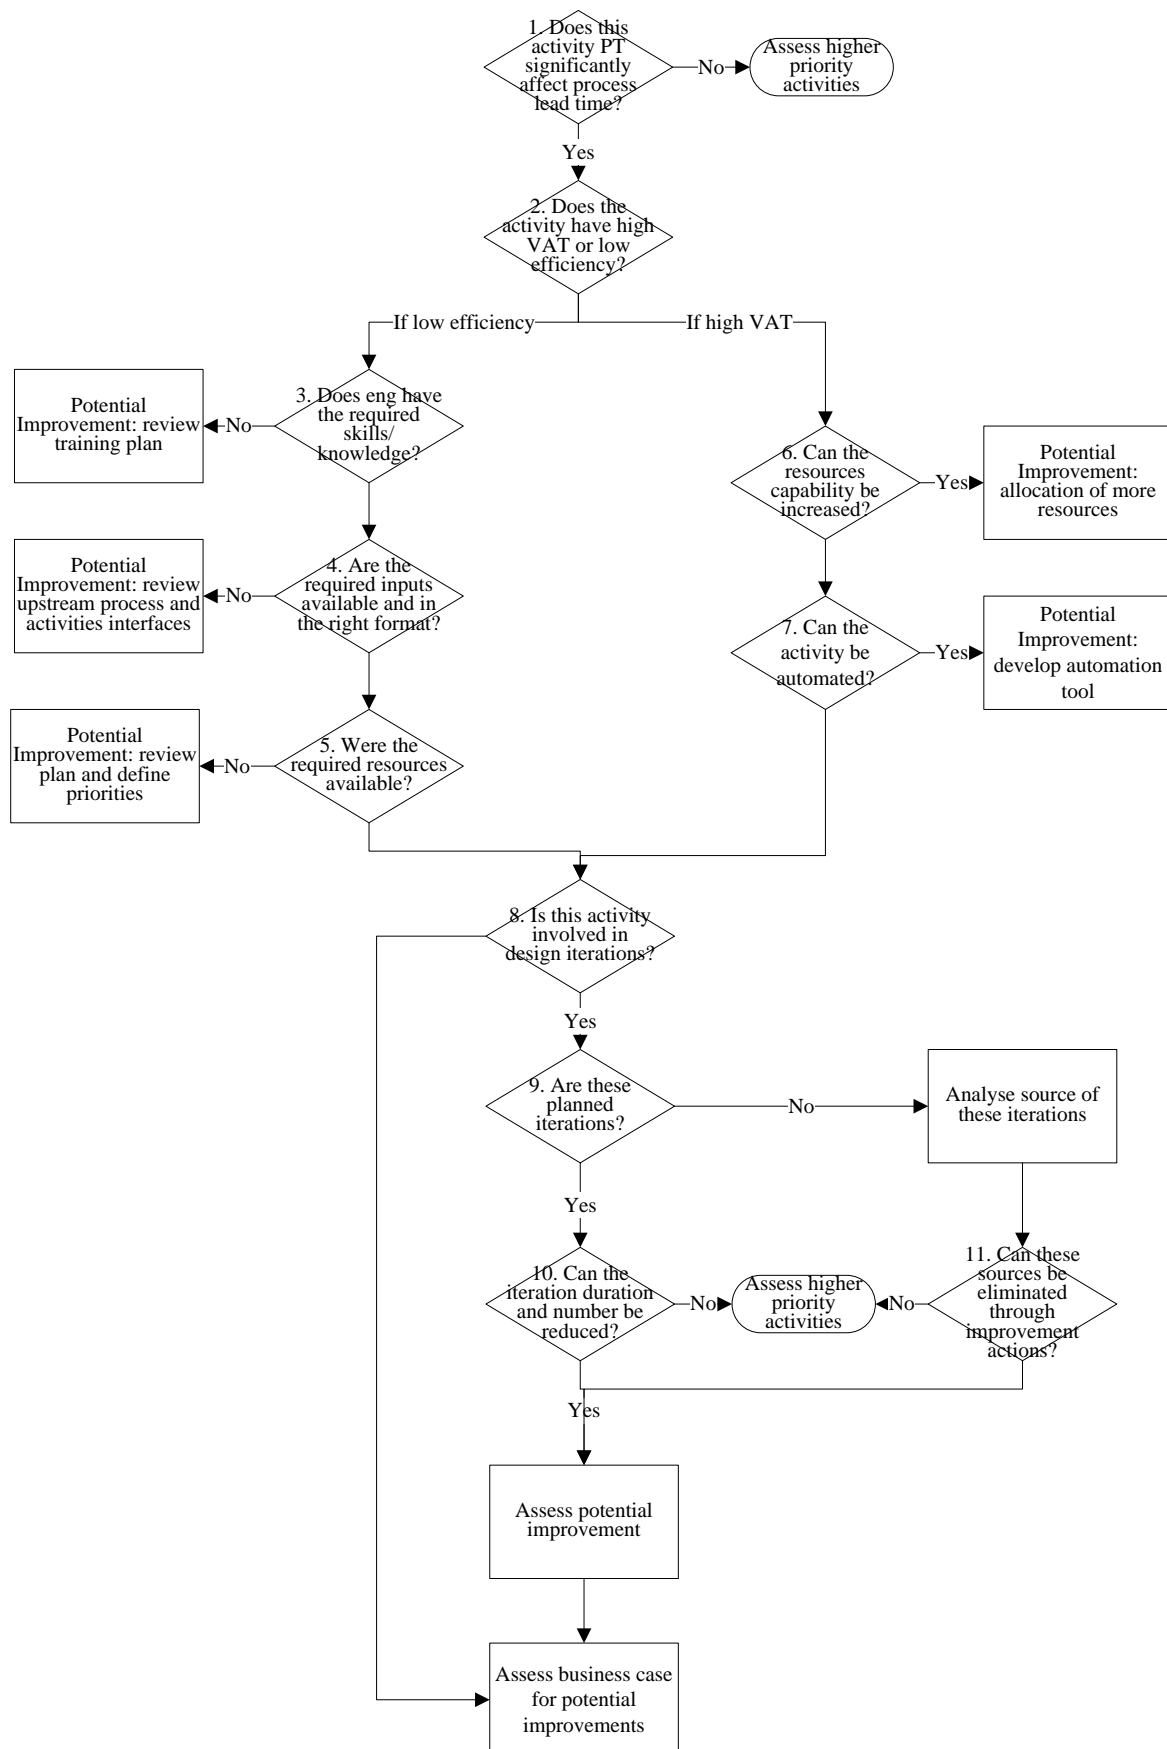 1. Does this
activity PT
significantly
affect process
lead time?
No
Assess higher
priority
activities
Yes
2. Does the
activity have high
VAT or low
efficiency?
If low efficiency
If high VAT
3. Does eng have
the required
skills/
knowledge?
No
Potential
Improvement: review
training plan
6. Can the
resources
capability be
increased?
Yes
Potential
Improvement:
allocation of more
resources
4. Are the
required inputs
available and in
the right format?
No
Potential
Improvement: review
upstream process and
activities interfaces
7. Can the
activity be
automated?
Yes
Potential
Improvement:
develop automation
tool
5. Were the
required resources
available?
No
Potential
Improvement: review
plan and define
priorities
8. Is this activity
involved in
design iterations?
Yes
9. Are these
planned
iterations?
No
Analyse source of
these iterations
Yes
10. Can the
iteration duration
and number be
reduced?
No
Assess higher
priority
activities
No
11. Can these
sources be
eliminated
through
improvement
actions?
Yes
Assess potential
improvement
Assess business case
for potential
improvements